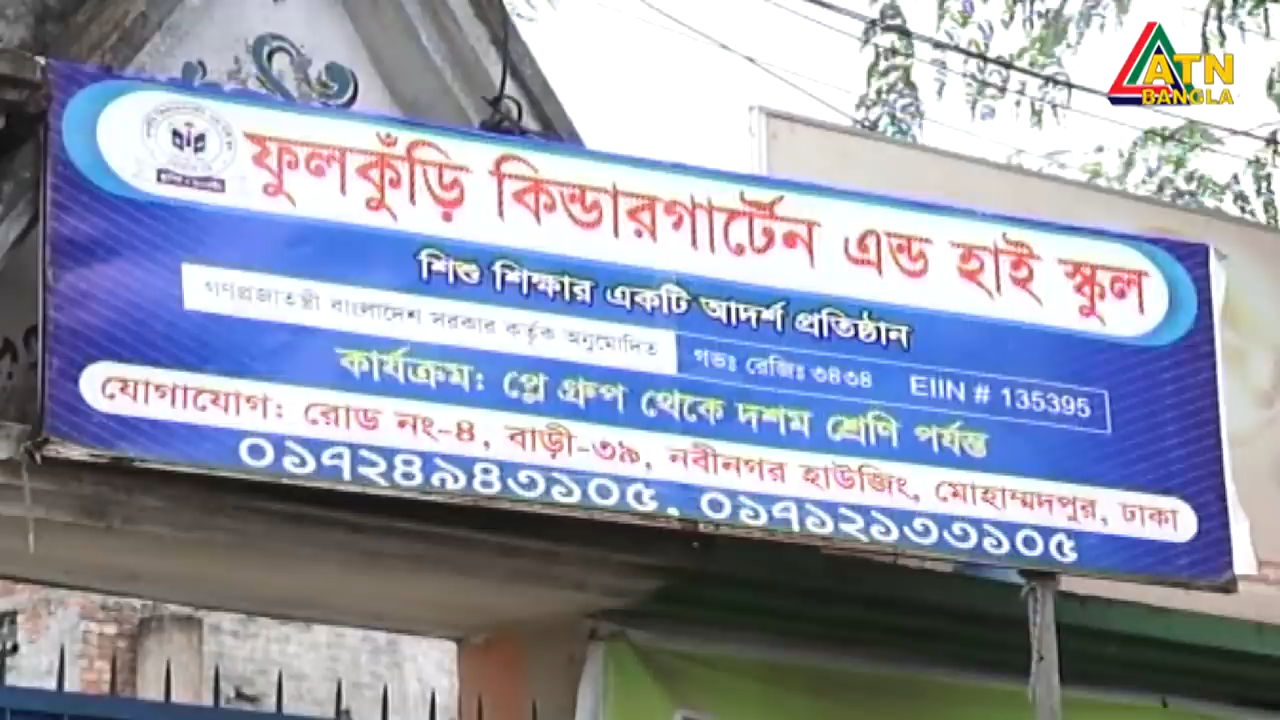 ATN
BANGLA
ফুলকুঁড়ি কিন্ডারগার্টেন এন্ড হাই স্কুল
শিশু শিক্ষার একটি আদর্শ প্রতিষ্ঠান
গণপ্রজাতন্ত্রী বাংলাদেশ সরকার কর্তৃক অনুমোদিত গভঃ রেজিঃ ৩৪৩৪ EIIN # 135395
কার্যক্রম: প্লে গ্রুপ থেকে দশম শ্রেণি পর্যন্ত
যোগাযোগ: রোড নং-৪, বাড়ী-৩৯, নবীনগর হাউজিং, মোহাম্মদপুর, ঢাকা
০১৭২৪৯৪৩১০৫, ০১৭১২১৩৩১০৫